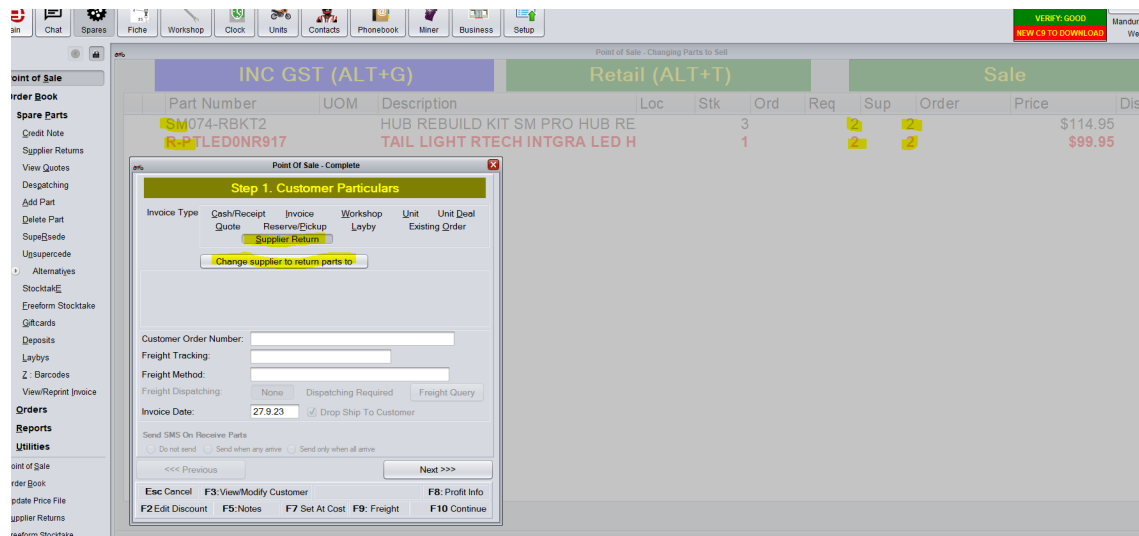 ain Chat Spares Fiche Workshop Clock Units Contacts Phonebook Miner Business Setup
VERIFY: GOOD
NEW C9 TO DOWNLOAD
Mandur
We
Point of Sale - Changing Parts to Sell
INC GST (ALT+G) Retail (ALT+T) Sale
Part Number UOM Description Loc Stk Ord Req Sup Order Price Dis
SM074-RBKT2 HUB REBUILD KIT SM PRO HUB RE 3 2 2 $114.95
R-PTLED0NR917 TAIL LIGHT RTECH INTGRA LED H 1 2 2 $99.95
oint of Sale
rder Book
Spare Parts
Credit Note
Supplier Returns
View Quotes
Despatching
Add Part
Delete Part
SupeRsede
Unsupercede
Alternatives
StocktakE
Freeform Stocktake
Giftcards
Deposits
Laybys
Z : Barcodes
View/Reprint Invoice
Orders
Reports
Utilities
oint of Sale
rder Book
pdate Price File
upplier Returns
reeform Stocktake
Point Of Sale - Complete
Step 1. Customer Particulars
Invoice Type Cash/Receipt Invoice Workshop Unit Unit Deal
Quote Reserve/Pickup Layby Existing Order
Supplier Return
Change supplier to return parts to
Customer Order Number:
Freight Tracking:
Freight Method:
Freight Dispatching: None Dispatching Required Freight Query
Invoice Date: 27.9.23 Drop Ship To Customer
Send SMS On Receive Parts
Do not send Send when any arrive Send only when all arrive
<<< Previous Next >>>
Esc Cancel F3:View/Modify Customer F8: Profit Info
F2 Edit Discount F5:Notes F7 Set At Cost F9: Freight F10 Continue